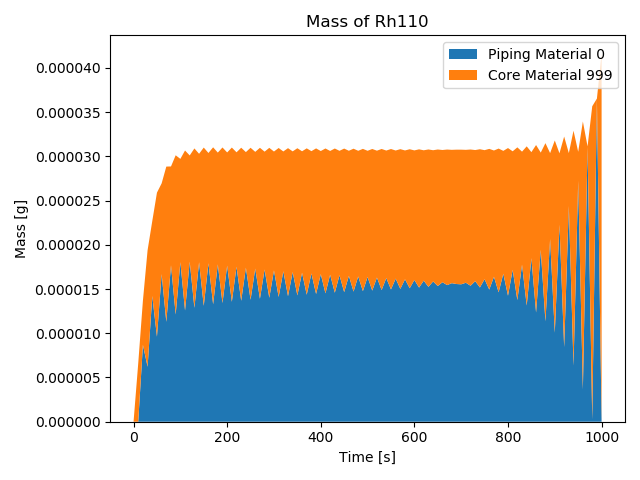 Mass of Rh110
Piping Material 0
Core Material 999
Mass [g]
0.000040
0.000035
0.000030
0.000025
0.000020
0.000015
0.000010
0.000005
0.000000
0 200 400 600 800 1000
Time [s]